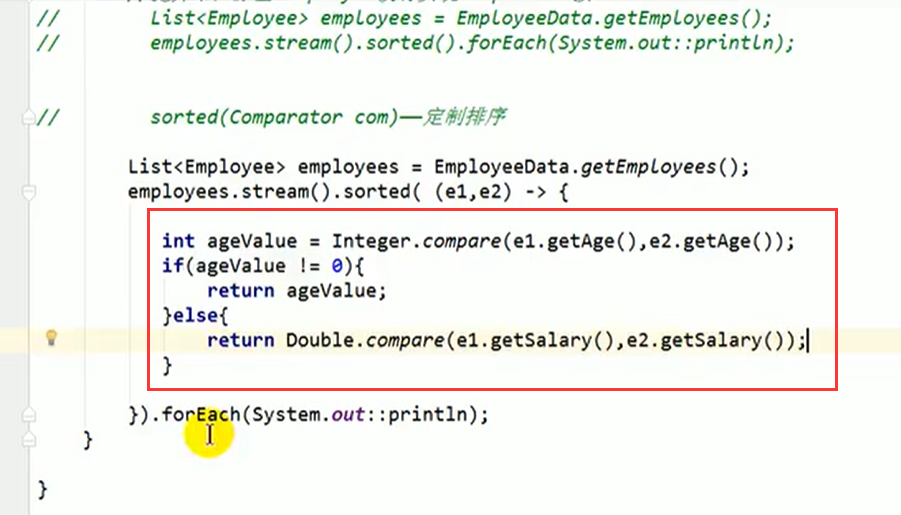 //        List<Employee> employees = EmployeeData.getEmployees();
//        employees.stream().sorted().forEach(System.out::println);
//        sorted(Comparator com)——定制排序
        List<Employee> employees = EmployeeData.getEmployees();
        employees.stream().sorted( (e1,e2) -> {
           int ageValue = Integer.compare(e1.getAge(),e2.getAge());
           if(ageValue != 0){
               return ageValue;
           }else{
               return Double.compare(e1.getSalary(),e2.getSalary());
           }
        }).forEach(System.out::println);
    }
}